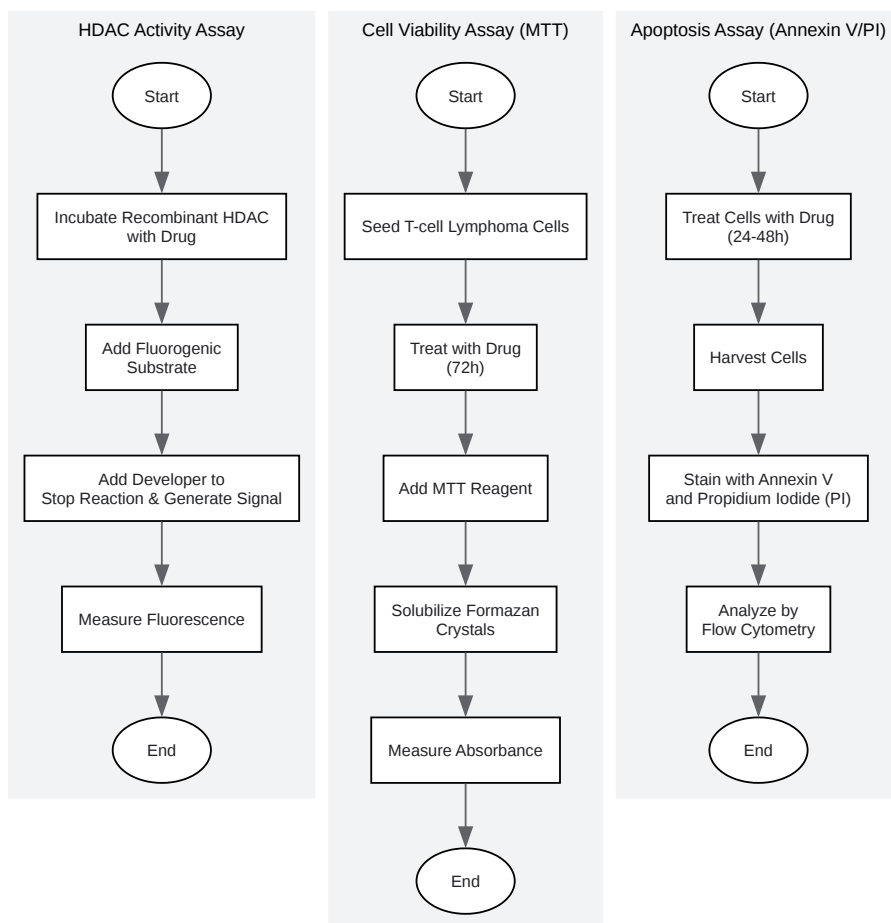 HDAC Activity Assay
Start
Incubate Recombinant HDAC
with Drug
Add Fluorogenic
Substrate
Add Developer to
Stop Reaction & Generate Signal
Measure Fluorescence
End
Cell Viability Assay (MTT)
Start
Seed T-cell Lymphoma Cells
Treat with Drug
(72h)
Add MTT Reagent
Solubilize Formazan
Crystals
Measure Absorbance
End
Apoptosis Assay (Annexin V/PI)
Start
Treat Cells with Drug
(24-48h)
Harvest Cells
Stain with Annexin V
and Propidium Iodide (PI)
Analyze by
Flow Cytometry
End